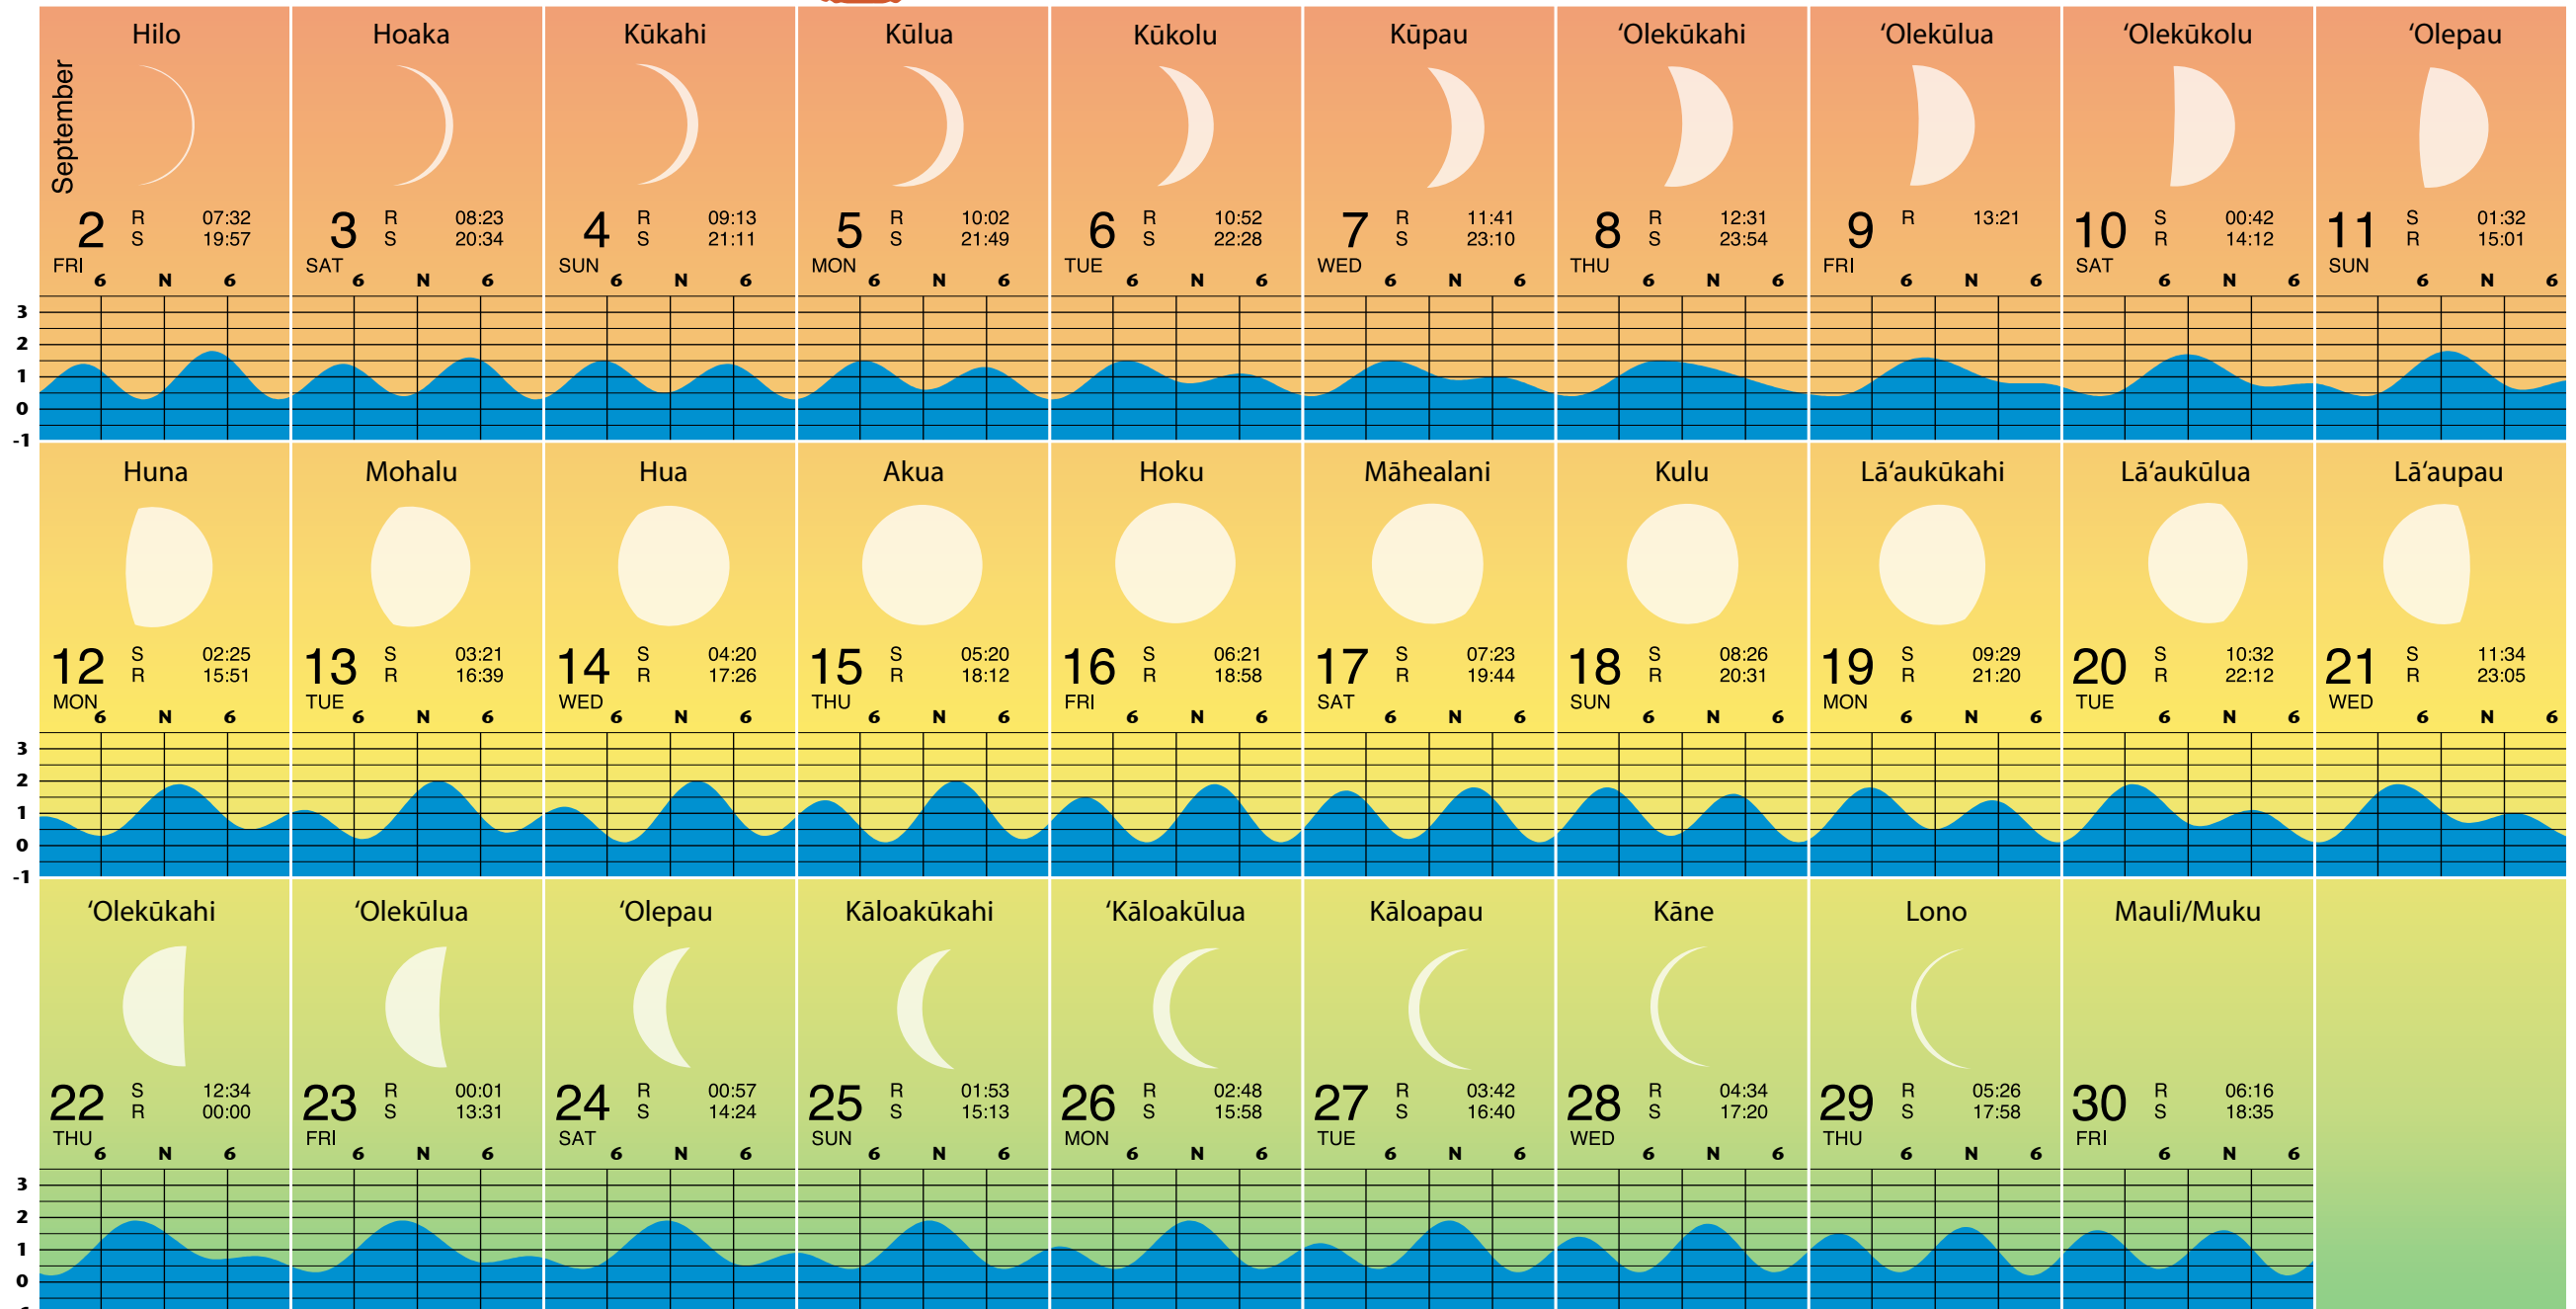 September
Hilo Hoaka Kūkahi Kūlua Kūkolu Kūpau ʻOlekūkahi ʻOlekūlua ʻOlekūkolu ʻOlepau
2 R 07:32 3 R 08:23 4 R 09:13 5 R 10:02 6 R 10:52 7 R 11:41 8 R 12:31 9 R 13:21 10 S 00:42 11 S 01:32
S 19:57 S 20:34 S 21:11 S 21:49 S 22:28 S 23:10 S 23:54 R 14:12 R 15:01
FRI SAT SUN MON TUE WED THU FRI SAT SUN
6 N 6 6 N 6 6 N 6 6 N 6 6 N 6 6 N 6 6 N 6 6 N 6 6 N 6 6 N 6
3
2
1
0
-1
Huna Mohalu Hua Akua Hoku Māhealani Kulu Lāʻaukūkahi Lāʻaukūlua Lāʻaupau
12 S 02:25 13 S 03:21 14 S 04:20 15 S 05:20 16 S 06:21 17 S 07:23 18 S 08:26 19 S 09:29 20 S 10:32 21 S 11:34
R 15:51 R 16:39 R 17:26 R 18:12 R 18:58 R 19:44 R 20:31 R 21:20 R 22:12 R 23:05
MON TUE WED THU FRI SAT SUN MON TUE WED
6 N 6 6 N 6 6 N 6 6 N 6 6 N 6 6 N 6 6 N 6 6 N 6 6 N 6 6 N 6
3
2
1
0
-1
ʻOlekūkahi ʻOlekūlua ʻOlepau Kāloakūkahi ʻKāloakūlua Kāloapau Kāne Lono Mauli/Muku
22 S 12:34 23 R 00:01 24 R 00:57 25 R 01:53 26 R 02:48 27 R 03:42 28 R 04:34 29 R 05:26 30 R 06:16
R 00:00 S 13:31 S 14:24 S 15:13 S 15:58 S 16:40 S 17:20 S 17:58 S 18:35
THU FRI SAT SUN MON TUE WED THU FRI
6 N 6 6 N 6 6 N 6 6 N 6 6 N 6 6 N 6 6 N 6 6 N 6 6 N 6
3
2
1
0